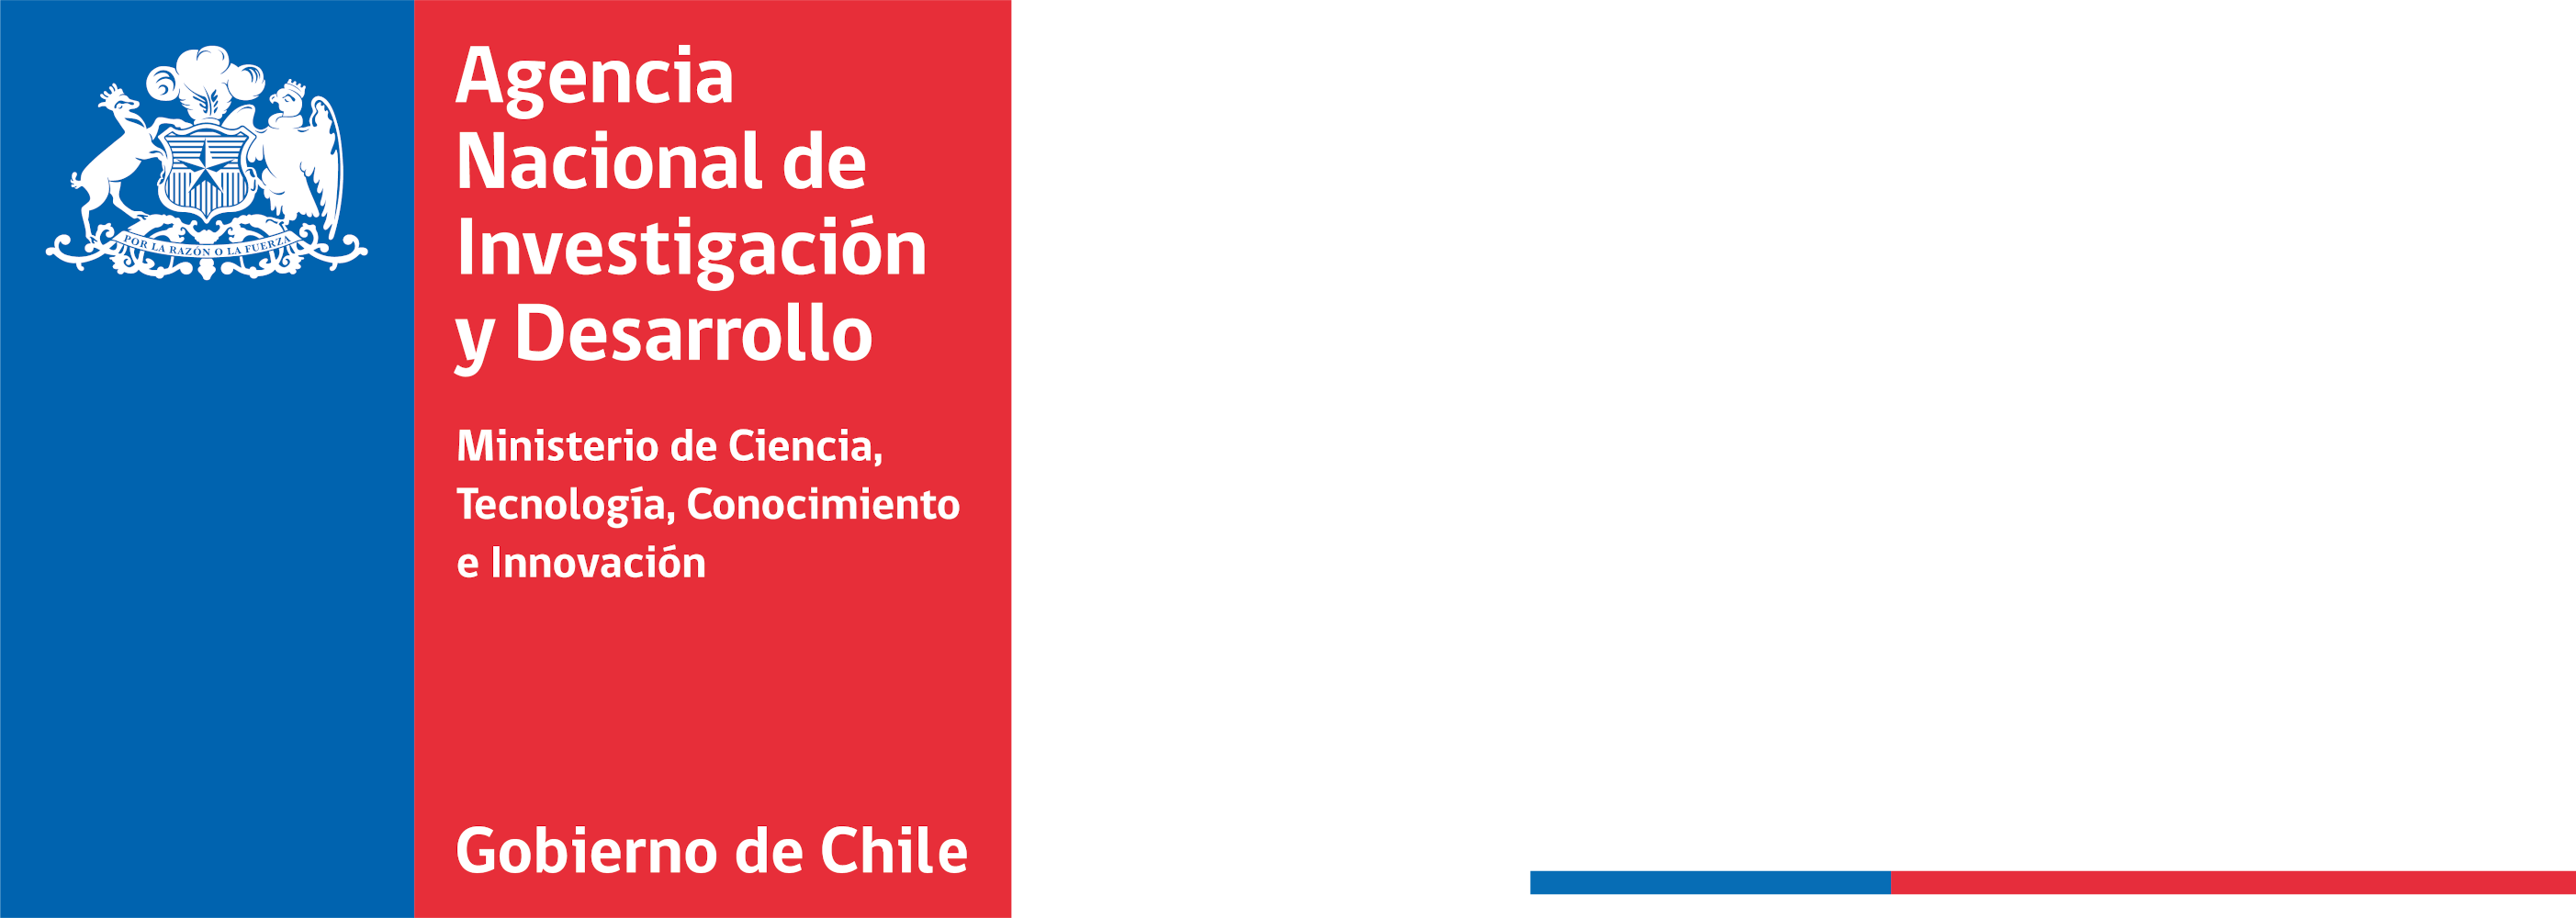 POR LA RAZÓN O LA FUERZA
Agencia
Nacional de
Investigación
y Desarrollo
Ministerio de Ciencia,
Tecnología, Conocimiento
e Innovación
Gobierno de Chile